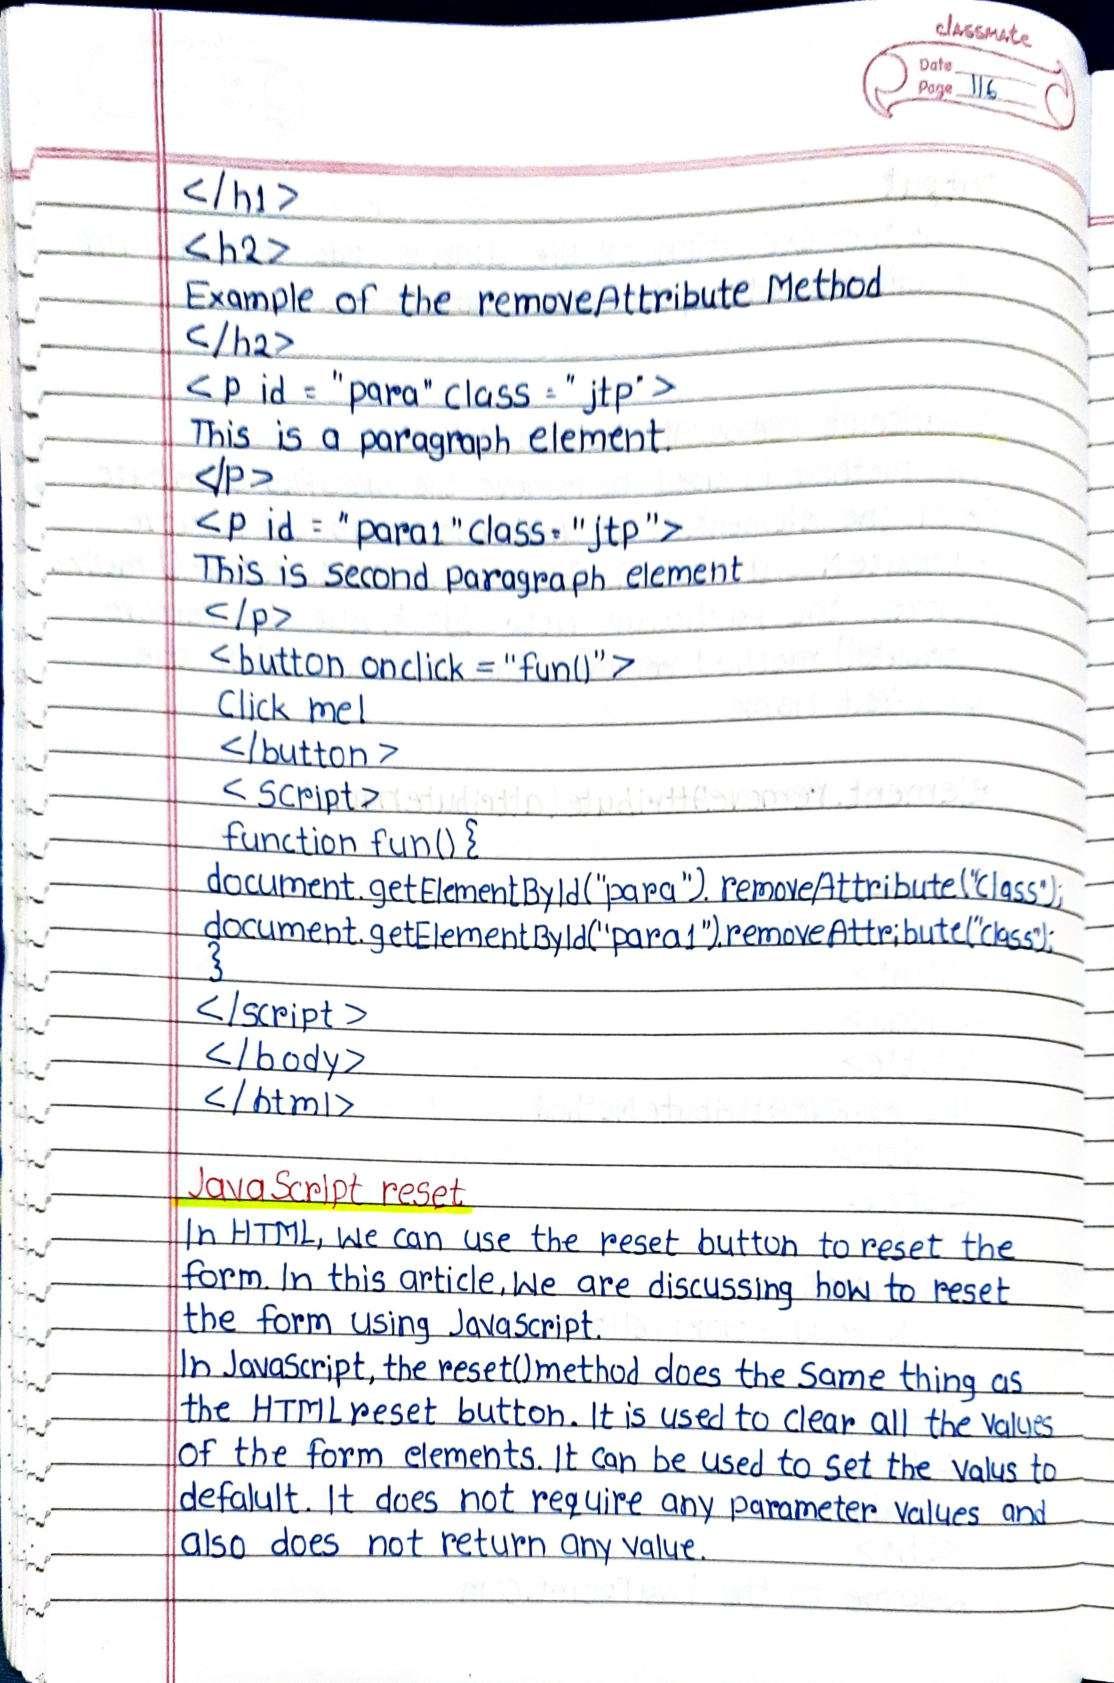 classmate
Date
Page 116
</h1>
<h2>
Example of the removeAttribute Method
</h2>
<p id = "para" class = "jtp">
This is a paragraph element.
</p>
<p id = "para1" class = "jtp">
This is second paragraph element
</p>
<button onclick = "fun()">
Click me!
</button>
<script>
function fun() {
document.getElementById("para").removeAttribute("class");
document.getElementById("para1").removeAttribute("class");
}
</script>
</body>
</html>
JavaScript reset
In HTML, we can use the reset button to reset the
form. In this article, we are discussing how to reset
the form using Javascript.
In JavaScript, the reset() method does the same thing as
the HTML reset button. It is used to clear all the values
of the form elements. It can be used to set the valus to
defalult. It does not require any parameter values and
also does not return any value.